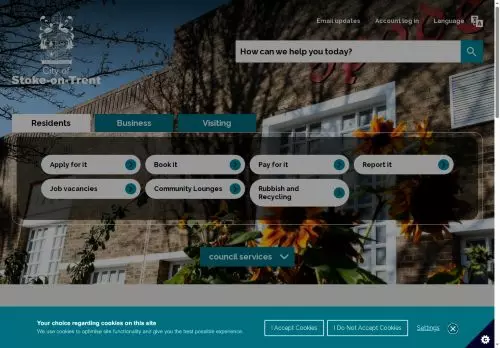 Email updates
Account log in
Language
City of
Stoke-on-Trent
How can we help you today?
Residents
Business
Visiting
Apply for it
Book it
Pay for it
Report it
Job vacancies
Community Lounges
Rubbish and
Recycling
council services
Your choice regarding cookies on this site
We use cookies to optimise site functionality and give you the best possible experience.
I Accept Cookies
I Do Not Accept Cookies
Settings